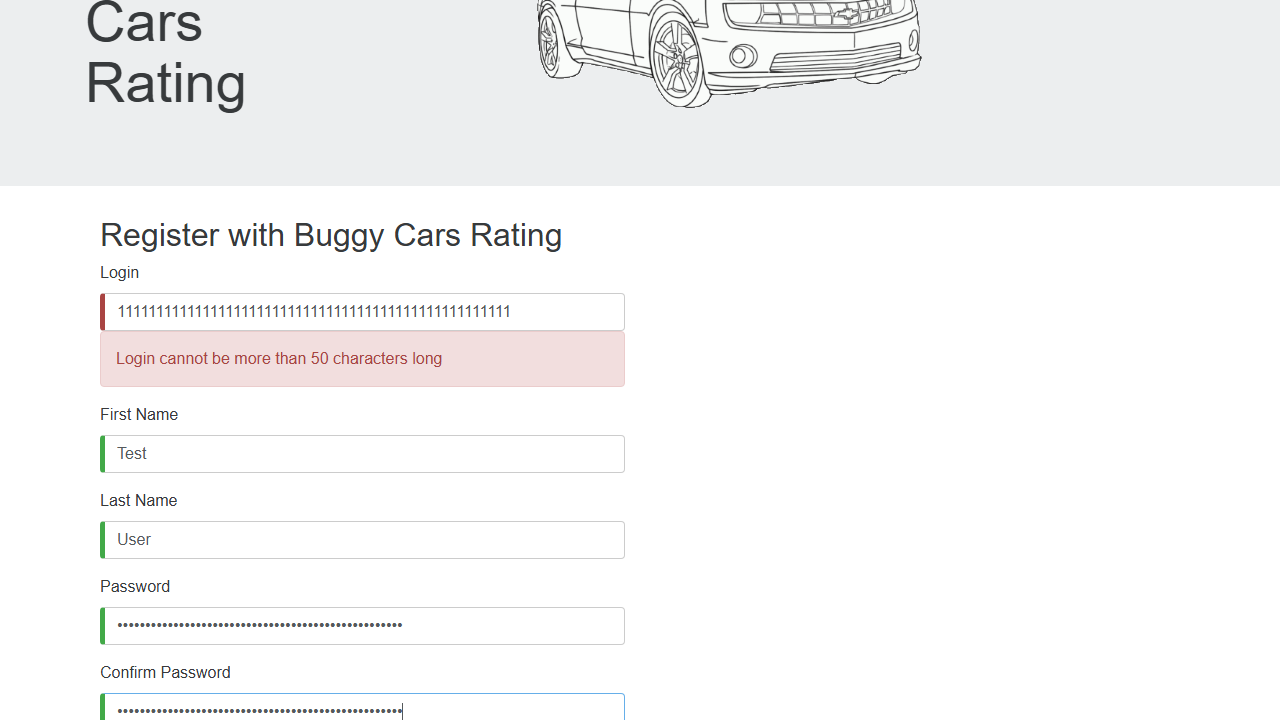 Cars
Rating
Register with Buggy Cars Rating
Login
111111111111111111111111111111111111111111111111111
Login cannot be more than 50 characters long
First Name
Test
Last Name
User
Password
•••••••••••••••••••••••••••••••••••••••••••••••••••
Confirm Password
•••••••••••••••••••••••••••••••••••••••••••••••••••